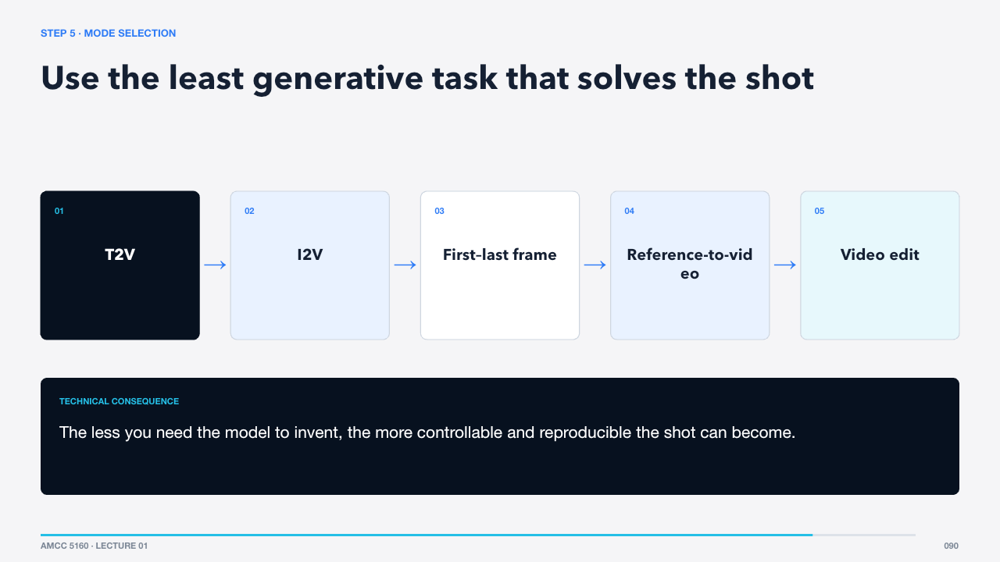 STEP 5 · MODE SELECTION
Use the least generative task that solves the shot
01
T2V
→
02
I2V
→
03
First–last frame
→
04
Reference-to-vid
eo
→
05
Video edit
TECHNICAL CONSEQUENCE
The less you need the model to invent, the more controllable and reproducible the shot can become.
AMCC 5160 · LECTURE 01
090